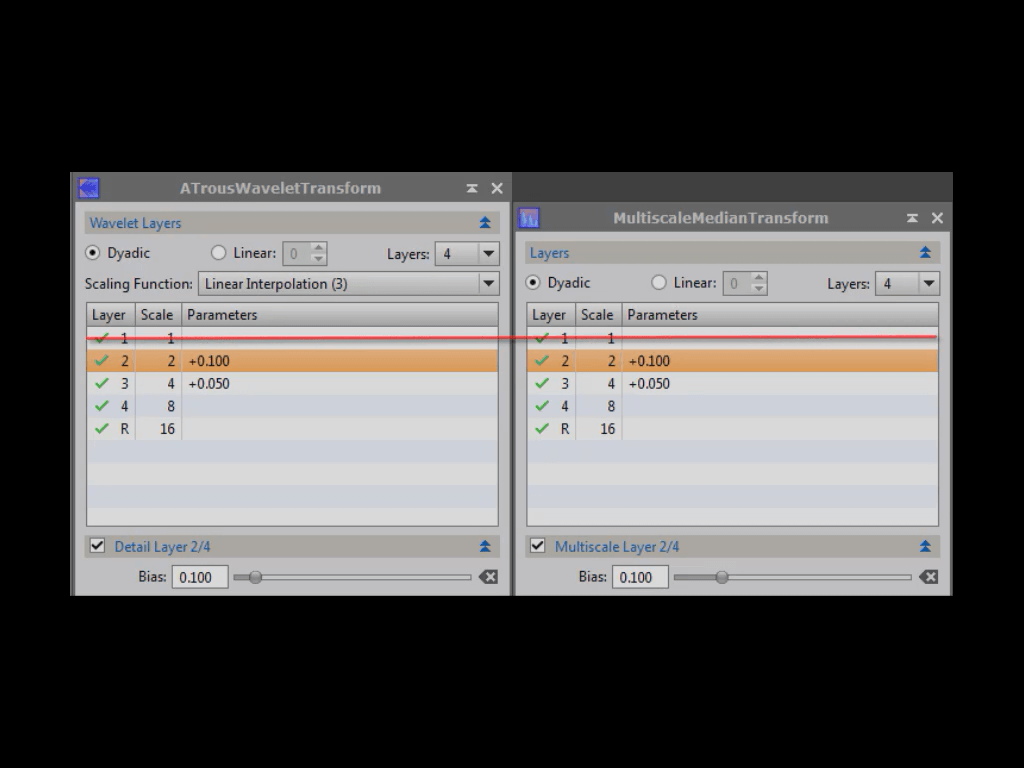 ATrousWaveletTransform
Wavelet Layers
Dyadic Linear: 0 Layers: 4
Scaling Function: Linear Interpolation (3)
Layer Scale Parameters
1 1
2 2 +0.100
3 4 +0.050
4 8
R 16
Detail Layer 2/4
Bias: 0.100
MultiscaleMedianTransform
Layers
Dyadic Linear: 0 Layers: 4
Layer Scale Parameters
1 1
2 2 +0.100
3 4 +0.050
4 8
R 16
Multiscale Layer 2/4
Bias: 0.100